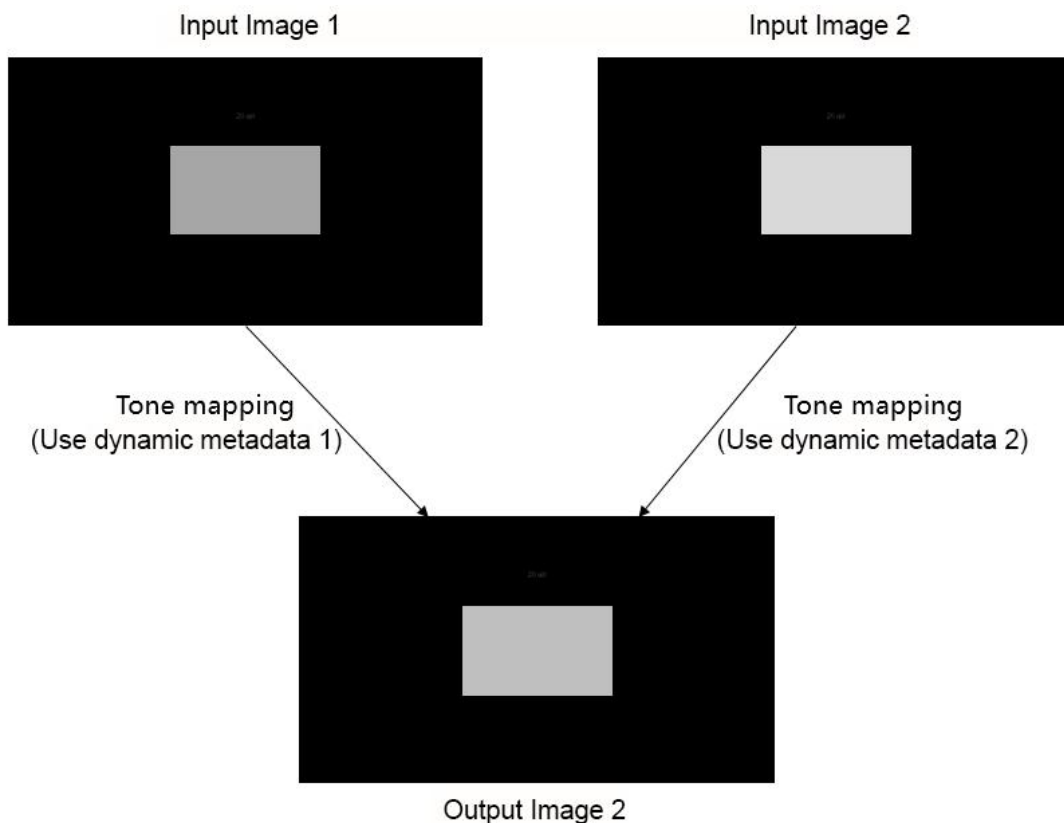 Input Image 1
Input Image 2
Tone mapping
(Use dynamic metadata 1)
Tone mapping
(Use dynamic metadata 2)
Output Image 2